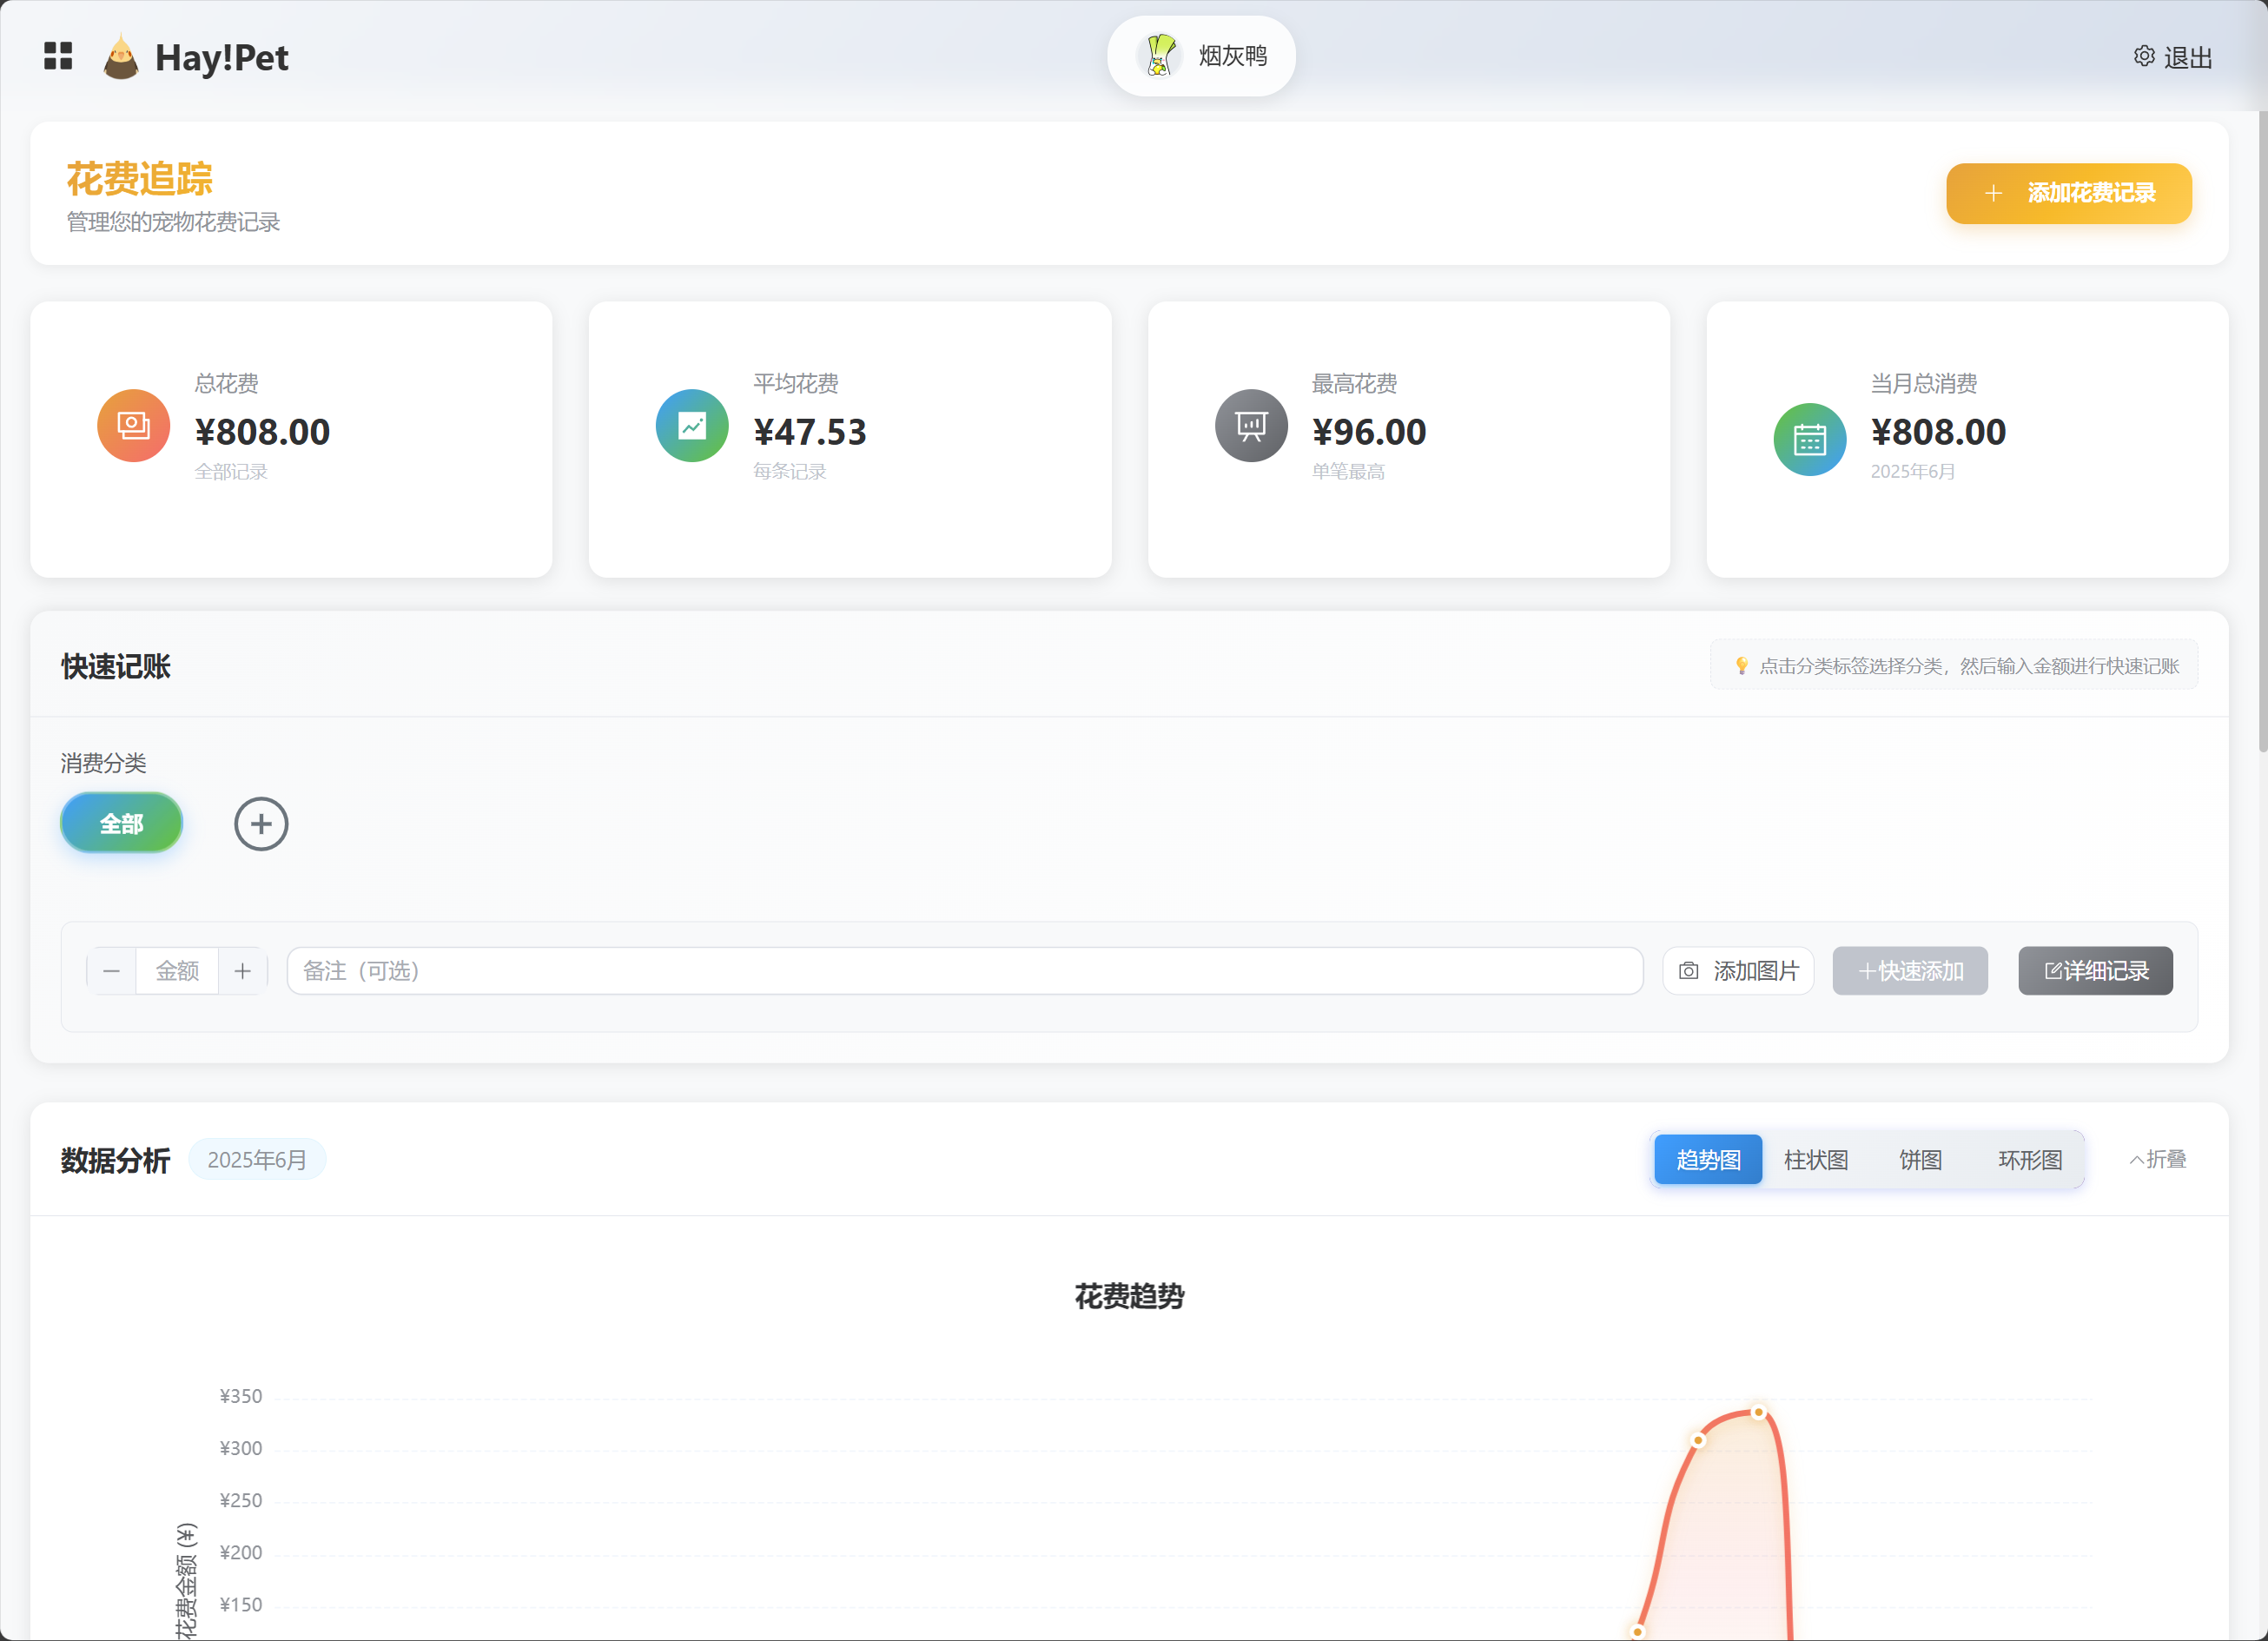 Hay!Pet
烟灰鸭
退出
花费追踪
管理您的宠物花费记录
添加花费记录
总花费
¥808.00
全部记录
平均花费
¥47.53
每条记录
最高花费
¥96.00
单笔最高
当月总消费
¥808.00
2025年6月
快速记账
点击分类标签选择分类，然后输入金额进行快速记账
消费分类
全部
金额
备注（可选）
添加图片
快速添加
详细记录
数据分析
2025年6月
趋势图
柱状图
饼图
环形图
折叠
花费趋势
¥350
¥300
¥250
¥200
¥150
花费金额 (¥)